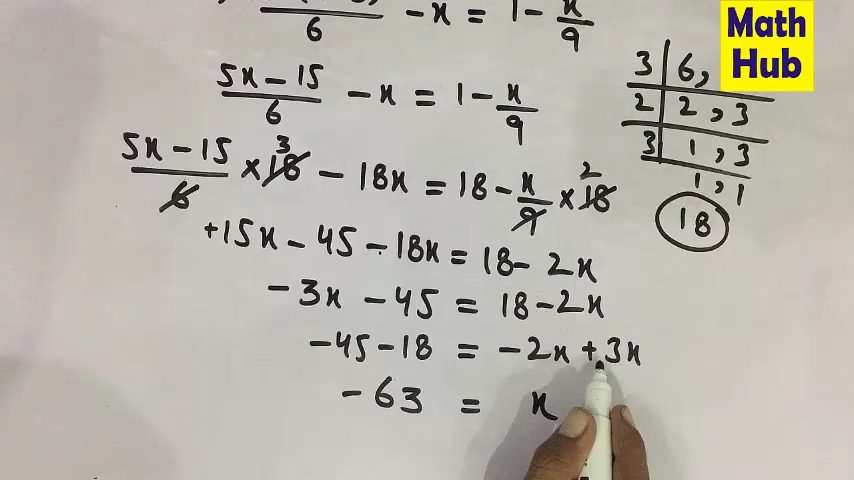 6 - x = 1 - x/9
(5x - 15)/6 - x = 1 - x/9
(5x - 15)/6 × 18 3 - 18x = 18 - x/9 × 18 2
+15x - 45 - 18x = 18 - 2x
-3x - 45 = 18 - 2x
-45 - 18 = -2x + 3x
-63 = x
Math
Hub
3 | 6,
2 | 2, 3
3 | 1, 3
1, 1
18